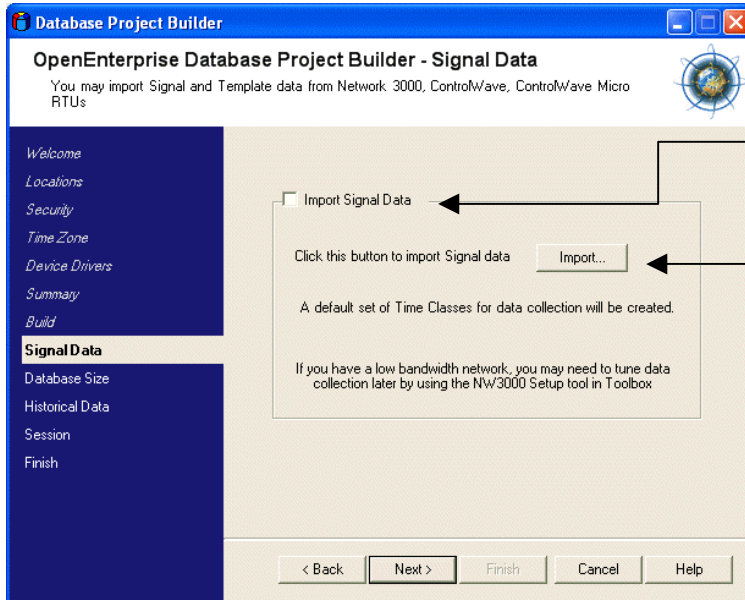 Database Project Builder
OpenEnterprise Database Project Builder - Signal Data
You may import Signal and Template data from Network 3000, ControlWave, ControlWave Micro
RTUs
Welcome
Locations
Security
Time Zone
Device Drivers
Summary
Build
Signal Data
Database Size
Historical Data
Session
Finish
Import Signal Data
Click this button to import Signal data
Import...
A default set of Time Classes for data collection will be created.
If you have a low bandwidth network, you may need to tune data
collection later by using the NW3000 Setup tool in Toolbox
< Back
Next >
Finish
Cancel
Help